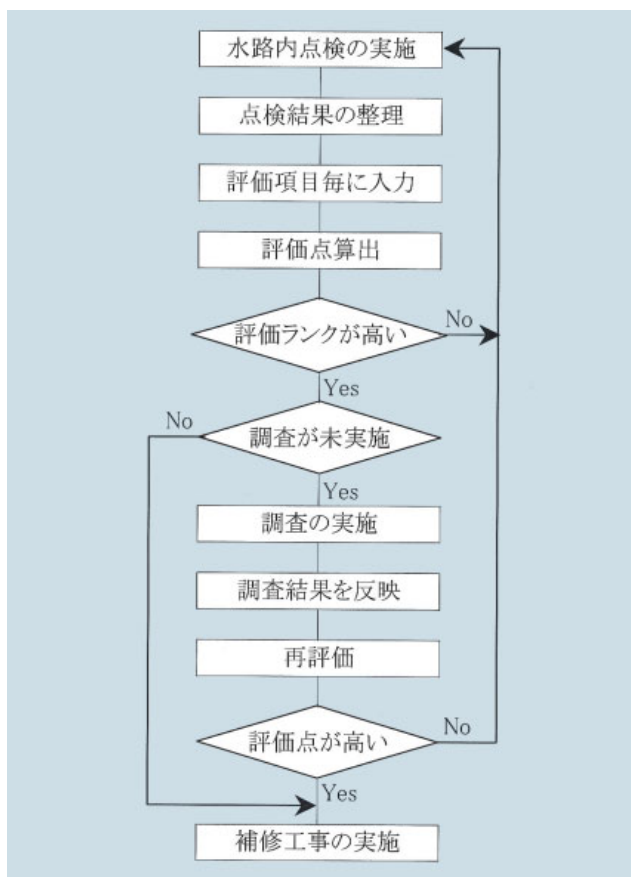 水路内点検の実施
点検結果の整理
評価項目毎に入力
評価点算出
評価ランクが高い
No
Yes
No
調査が未実施
Yes
調査の実施
調査結果を反映
再評価
評価点が高い
No
Yes
補修工事の実施